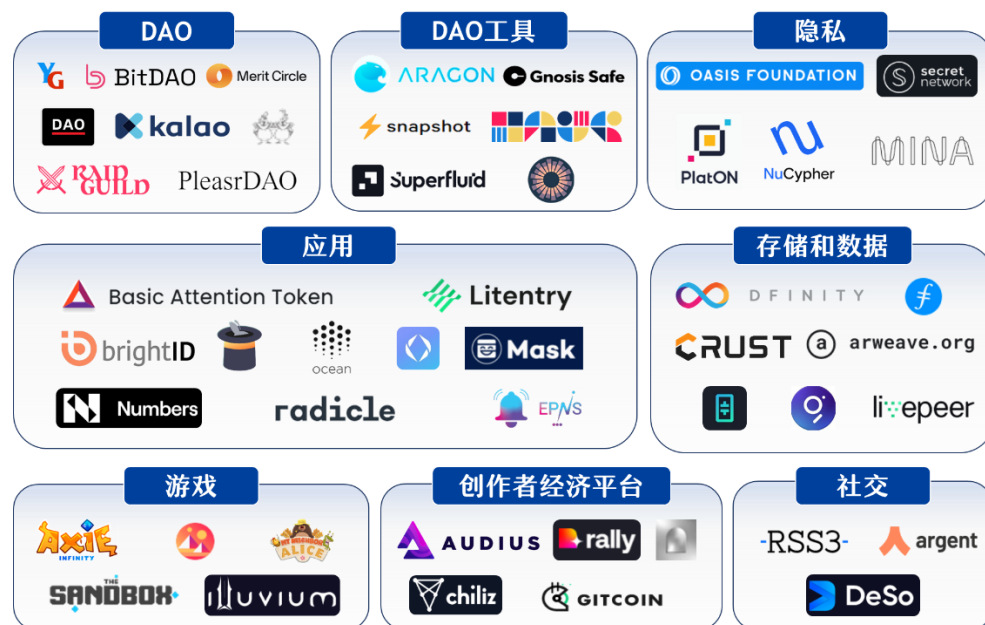 DAO
DAO工具
隐私
YG BitDAO Merit Circle
DAO kalao
RAID GUILD PleasrDAO
ARAGON Gnosis Safe
snapshot
Superfluid
OASIS FOUNDATION secret network
PlatON NuCypher MINA
应用
存储和数据
Basic Attention Token Litentry
brightID ocean Mask
Numbers radicle EPNS
DFINITY
CRUST a arweave.org
livepeer
游戏
创作者经济平台
社交
AXIE INFINITY MY NEIGHBOR ALICE
THE SANDBOX illuvium
AUDIUS rally
chiliz GITCOIN
-RSS3- argent
DeSo